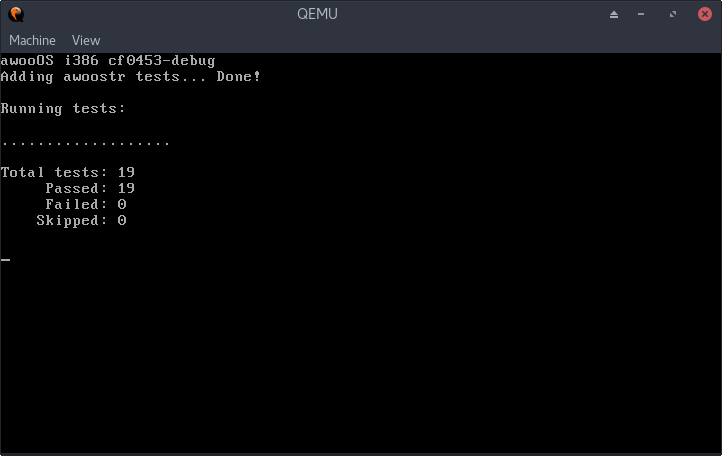 QEMU
Machine View
awooOS i386 cf0453-debug
Adding awoostr tests... Done!
Running tests:
...................
Total tests: 19
Passed: 19
Failed: 0
Skipped: 0